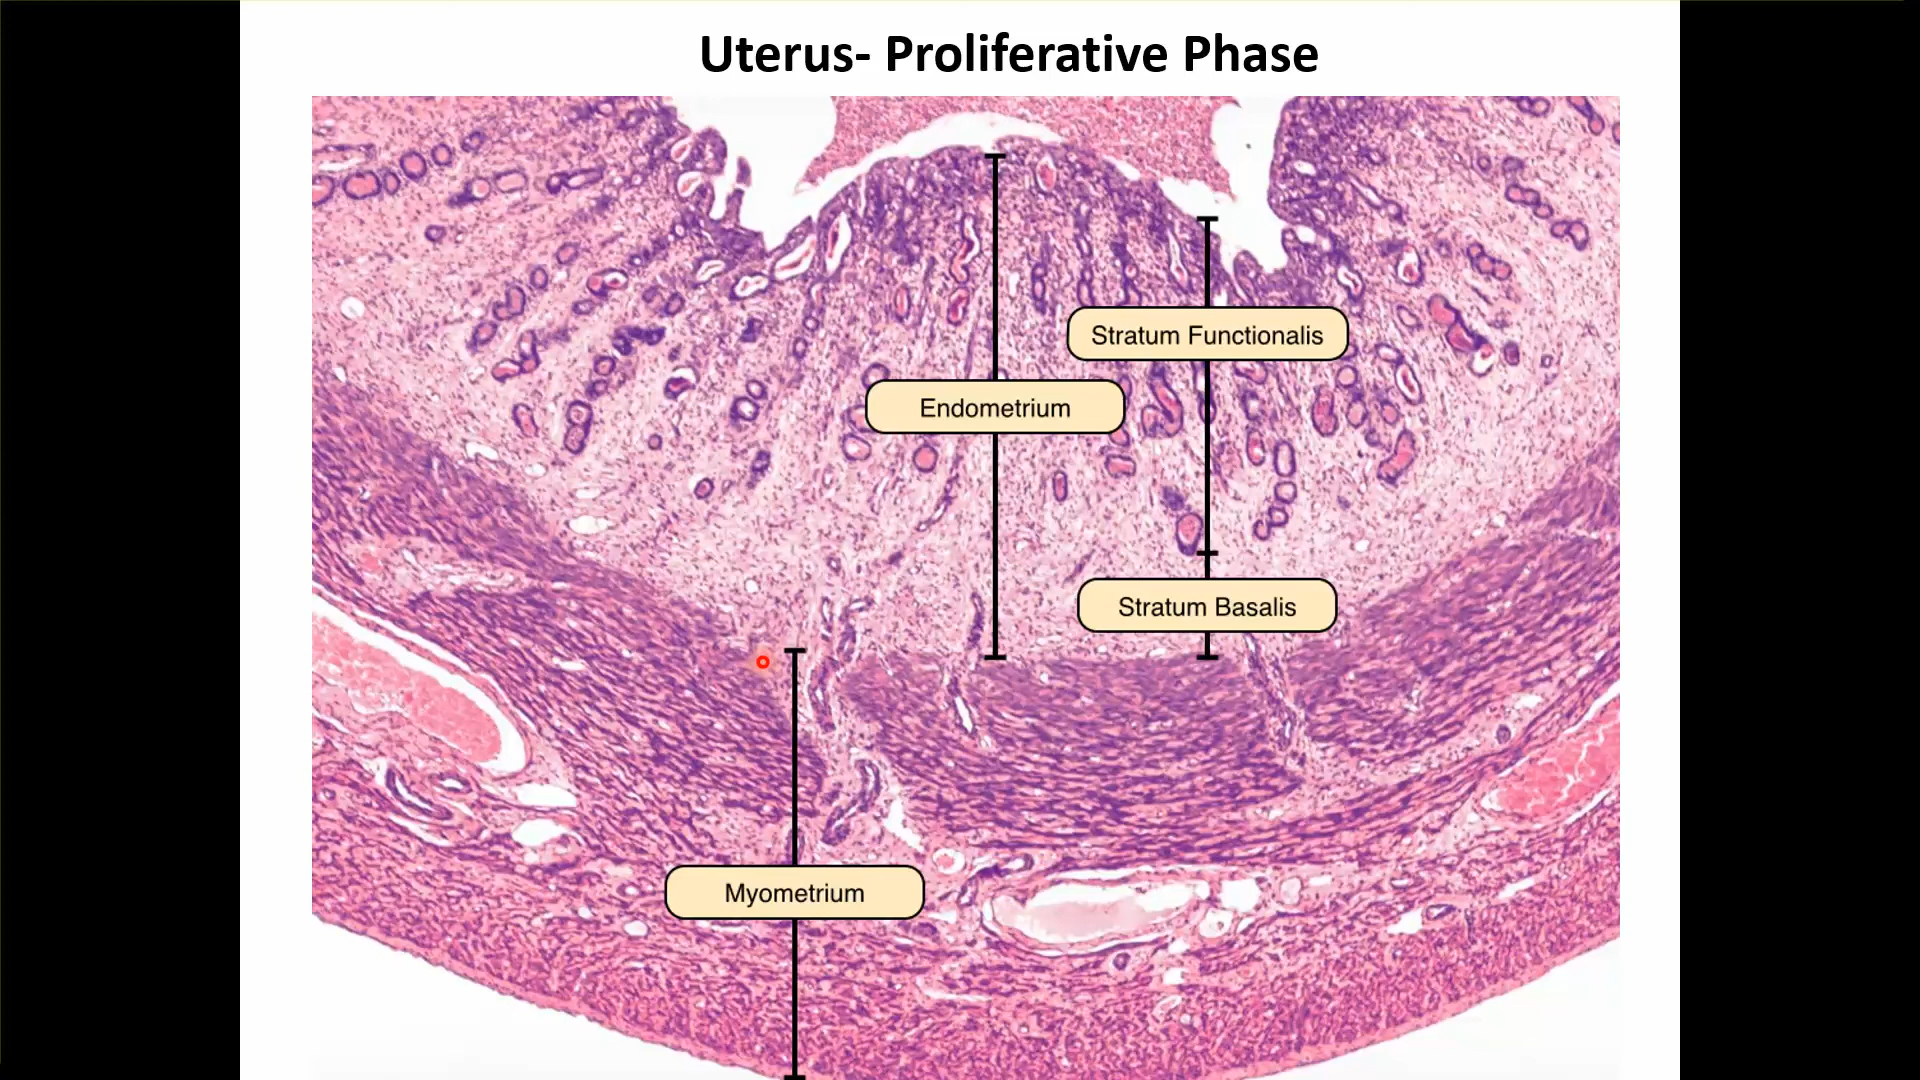 Uterus- Proliferative Phase
Stratum Functionalis
Endometrium
Stratum Basalis
Myometrium